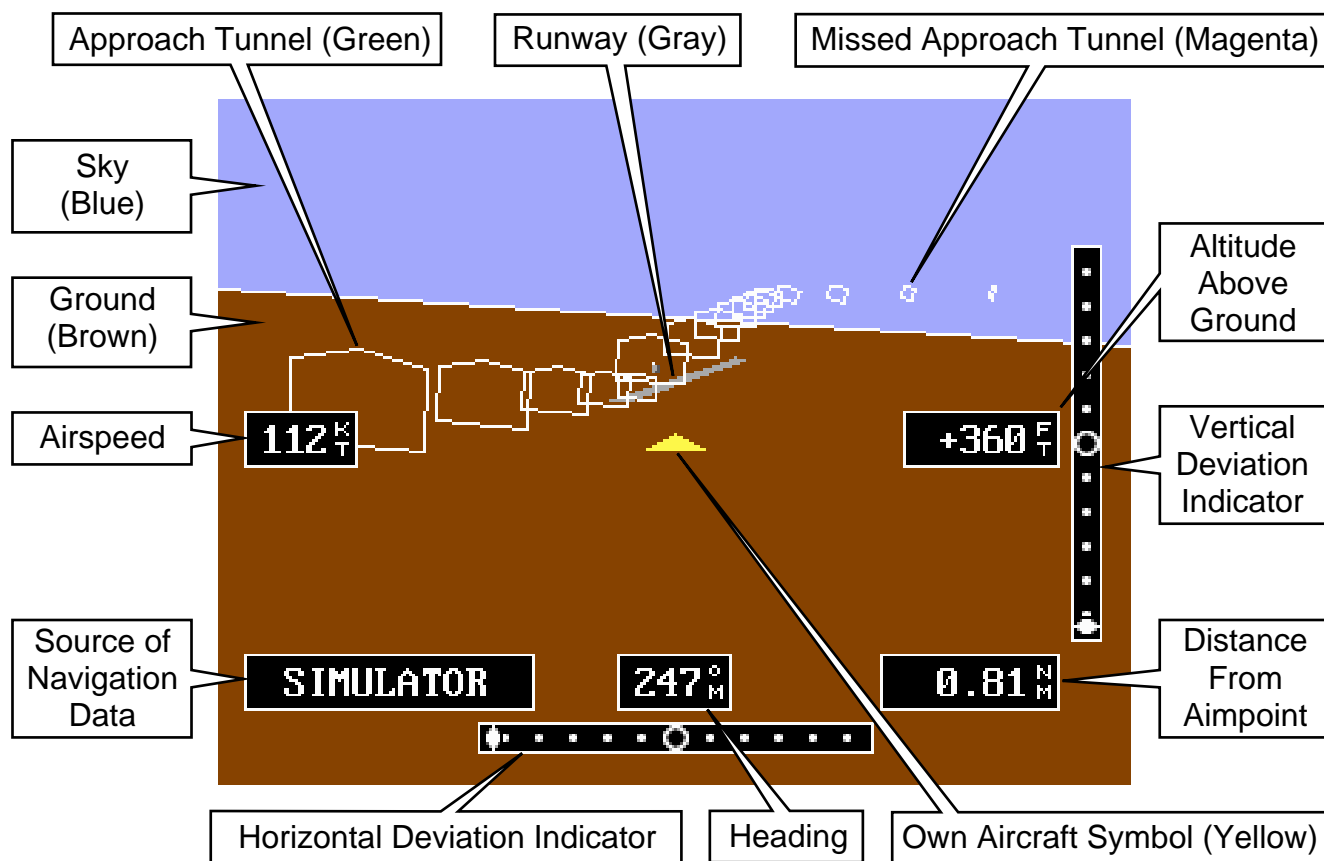 Approach Tunnel (Green)
Runway (Gray)
Missed Approach Tunnel (Magenta)
Sky
(Blue)
Ground
(Brown)
Altitude
Above
Ground
Airspeed
112 KT
+360 FT
Vertical
Deviation
Indicator
Source of
Navigation
Data
SIMULATOR
247 °M
0.81 NM
Distance
From
Aimpoint
Horizontal Deviation Indicator
Heading
Own Aircraft Symbol (Yellow)